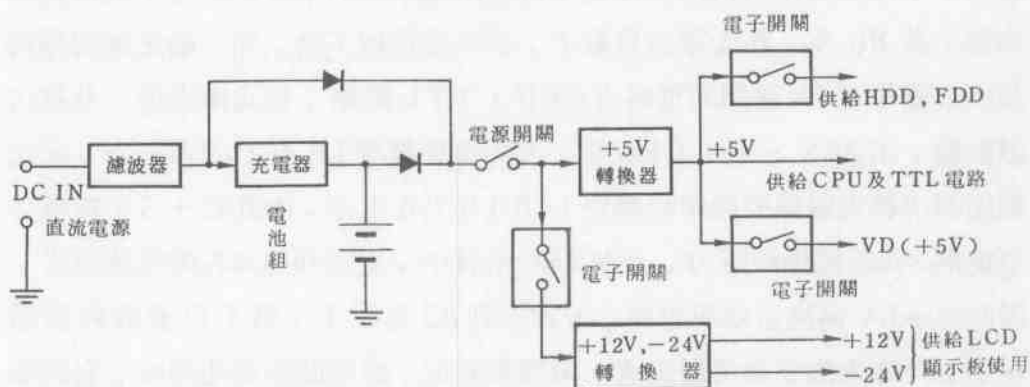 電子開關
供給HDD, FDD
電源開關
濾波器
充電器
+5V
轉換器
+5V
DC IN
直流電源
供給CPU及TTL電路
電池組
VD(+5V)
電子開關
電子開關
+12V, −24V
轉換器
+12V
−24V
供給LCD
顯示板使用